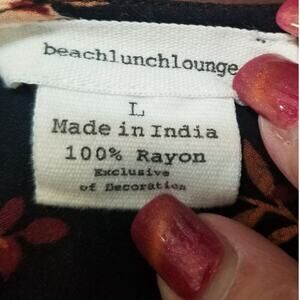 beachlunchlounge
L
Made in India
100% Rayon
Exclusive
of Decoration